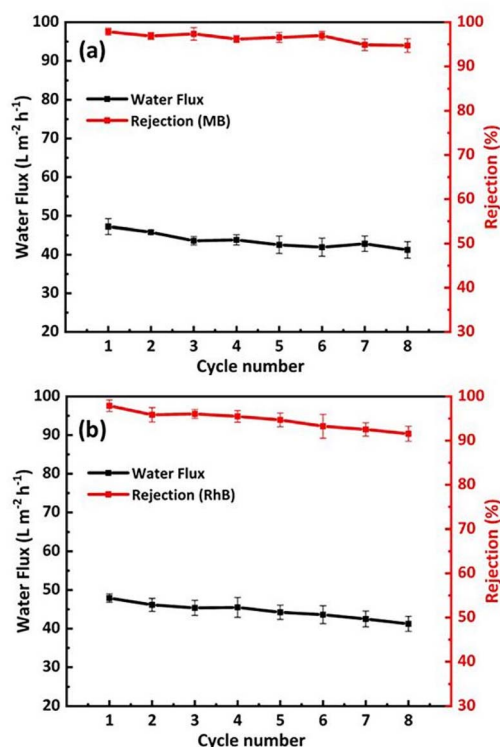 (a)
Water Flux
Rejection (MB)
Water Flux (L m⁻² h⁻¹)
100
90
80
70
60
50
40
30
20
Rejection (%)
100
90
80
70
60
50
40
30
1 2 3 4 5 6 7 8
Cycle number
(b)
Water Flux
Rejection (RhB)
Water Flux (L m⁻² h⁻¹)
100
90
80
70
60
50
40
30
20
Rejection (%)
100
90
80
70
60
50
40
30
1 2 3 4 5 6 7 8
Cycle number